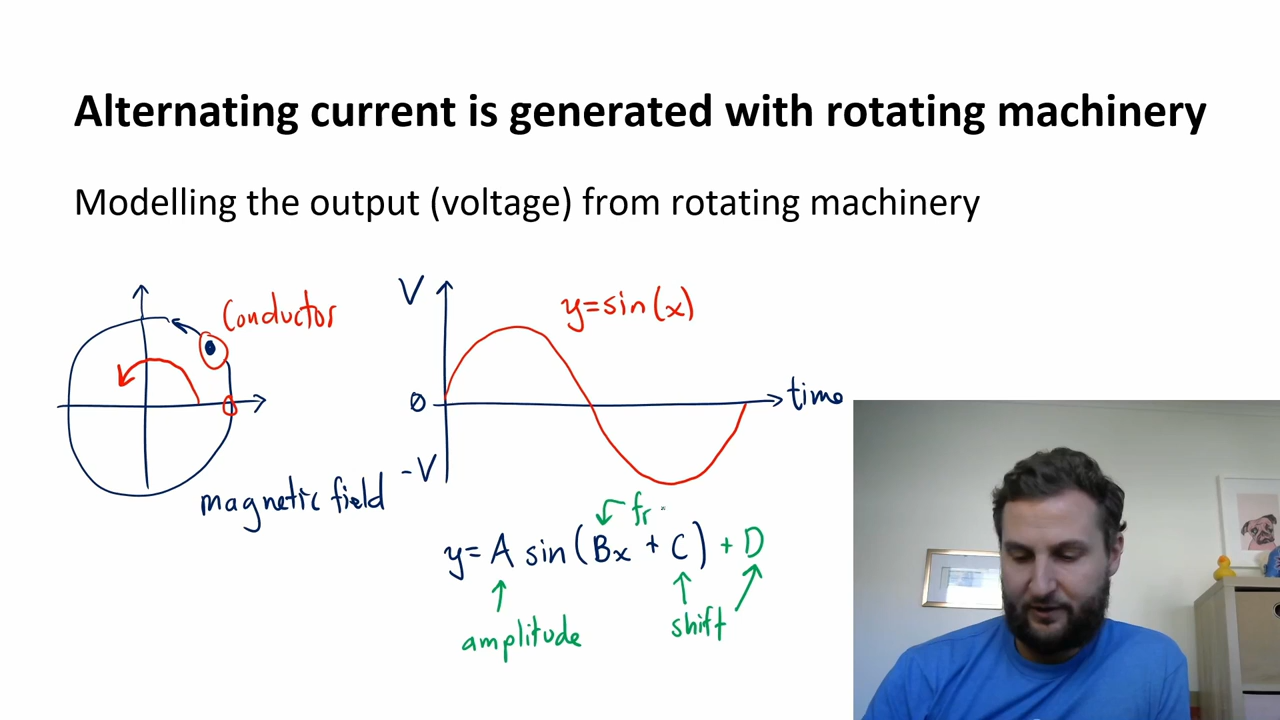 Alternating current is generated with rotating machinery
Modelling the output (voltage) from rotating machinery
Conductor
magnetic field
V
0
-V
y=sin(x)
time
fr
y= A sin(Bx + C) + D
amplitude
shift